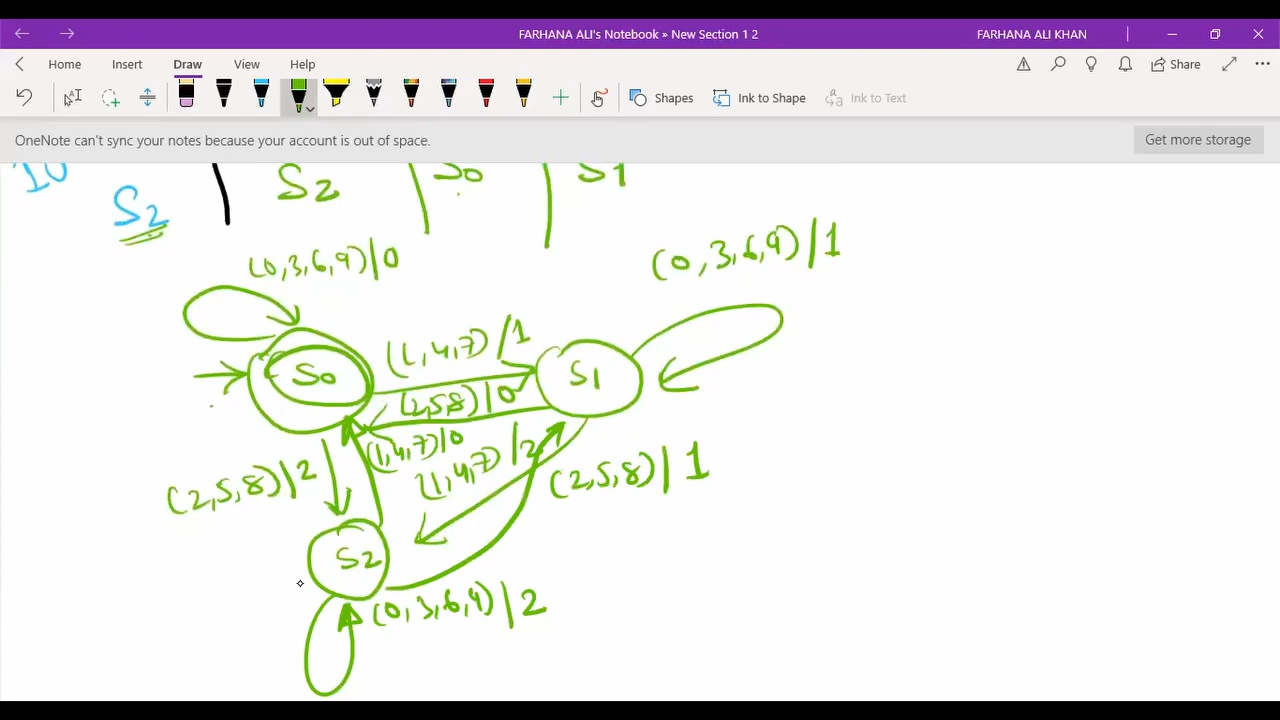 FARHANA ALI's Notebook » New Section 1 2
FARHANA ALI KHAN
Home Insert Draw View Help
Share
Shapes
Ink to Shape
Ink to Text
OneNote can't sync your notes because your account is out of space.
Get more storage
10 S2 S0 S1
S2
(0,3,6,9)|0
(0,3,6,9)|1
(1,4,7)/1
S0
S1
(2,5,8)|0
(1,4,7)|0
(1,4,7)|2
(2,5,8)|2
(2,5,8)|1
S2
(0,3,6,9)|2